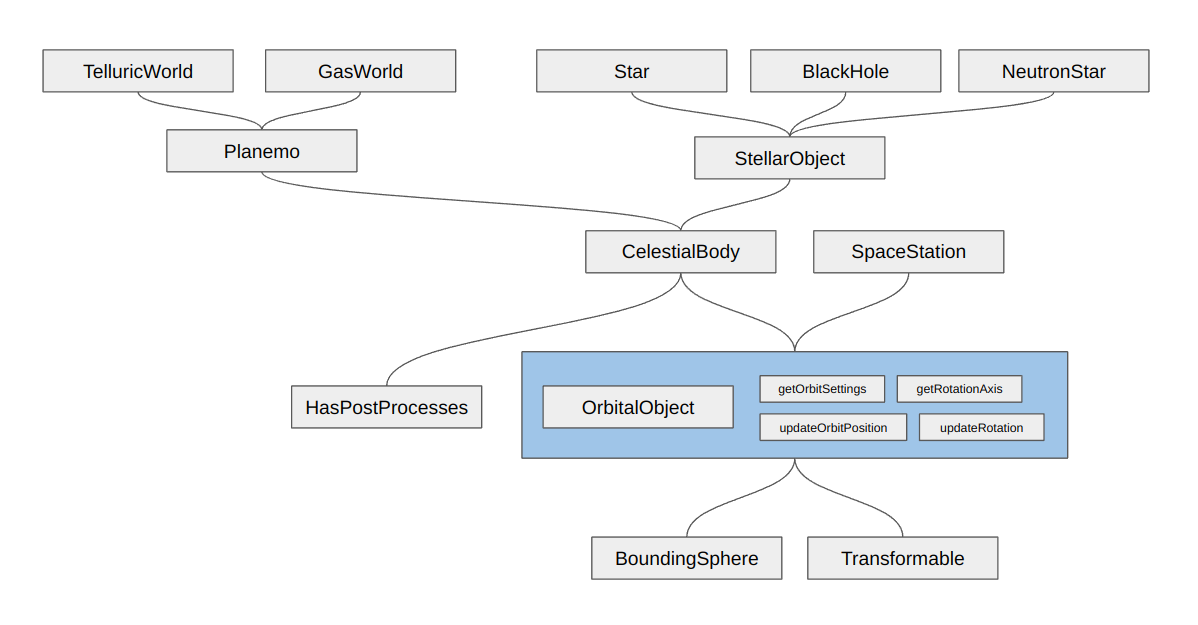 TelluricWorld
GasWorld
Star
BlackHole
NeutronStar
Planemo
StellarObject
CelestialBody
SpaceStation
HasPostProcesses
OrbitalObject
getOrbitSettings
getRotationAxis
updateOrbitPosition
updateRotation
BoundingSphere
Transformable